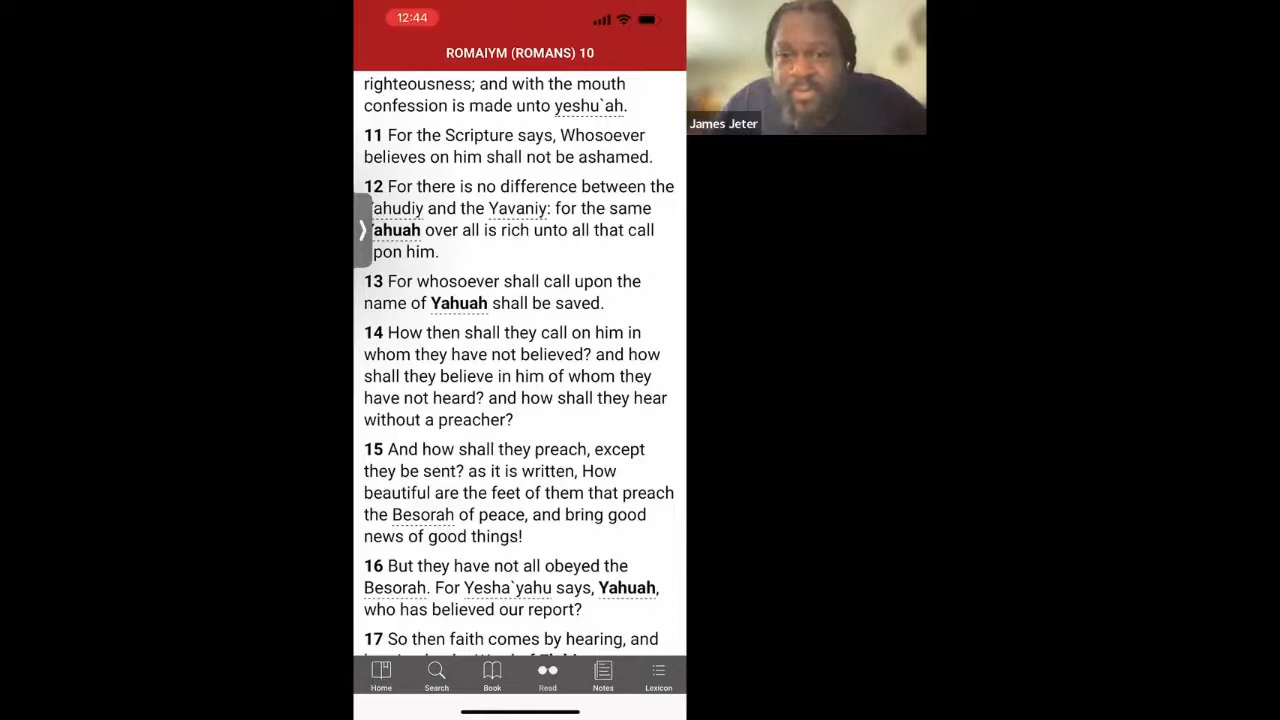 12:44
ROMAIYM (ROMANS) 10
righteousness; and with the mouth
confession is made unto yeshu`ah.
11 For the Scripture says, Whosoever
believes on him shall not be ashamed.
12 For there is no difference between the
ahudiy and the Yavaniy: for the same
ahuah over all is rich unto all that call
pon him.
13 For whosoever shall call upon the
name of Yahuah shall be saved.
14 How then shall they call on him in
whom they have not believed? and how
shall they believe in him of whom they
have not heard? and how shall they hear
without a preacher?
15 And how shall they preach, except
they be sent? as it is written, How
beautiful are the feet of them that preach
the Besorah of peace, and bring good
news of good things!
16 But they have not all obeyed the
Besorah. For Yesha`yahu says, Yahuah,
who has believed our report?
17 So then faith comes by hearing, and
Home Search Book Read Notes Lexicon
James Jeter